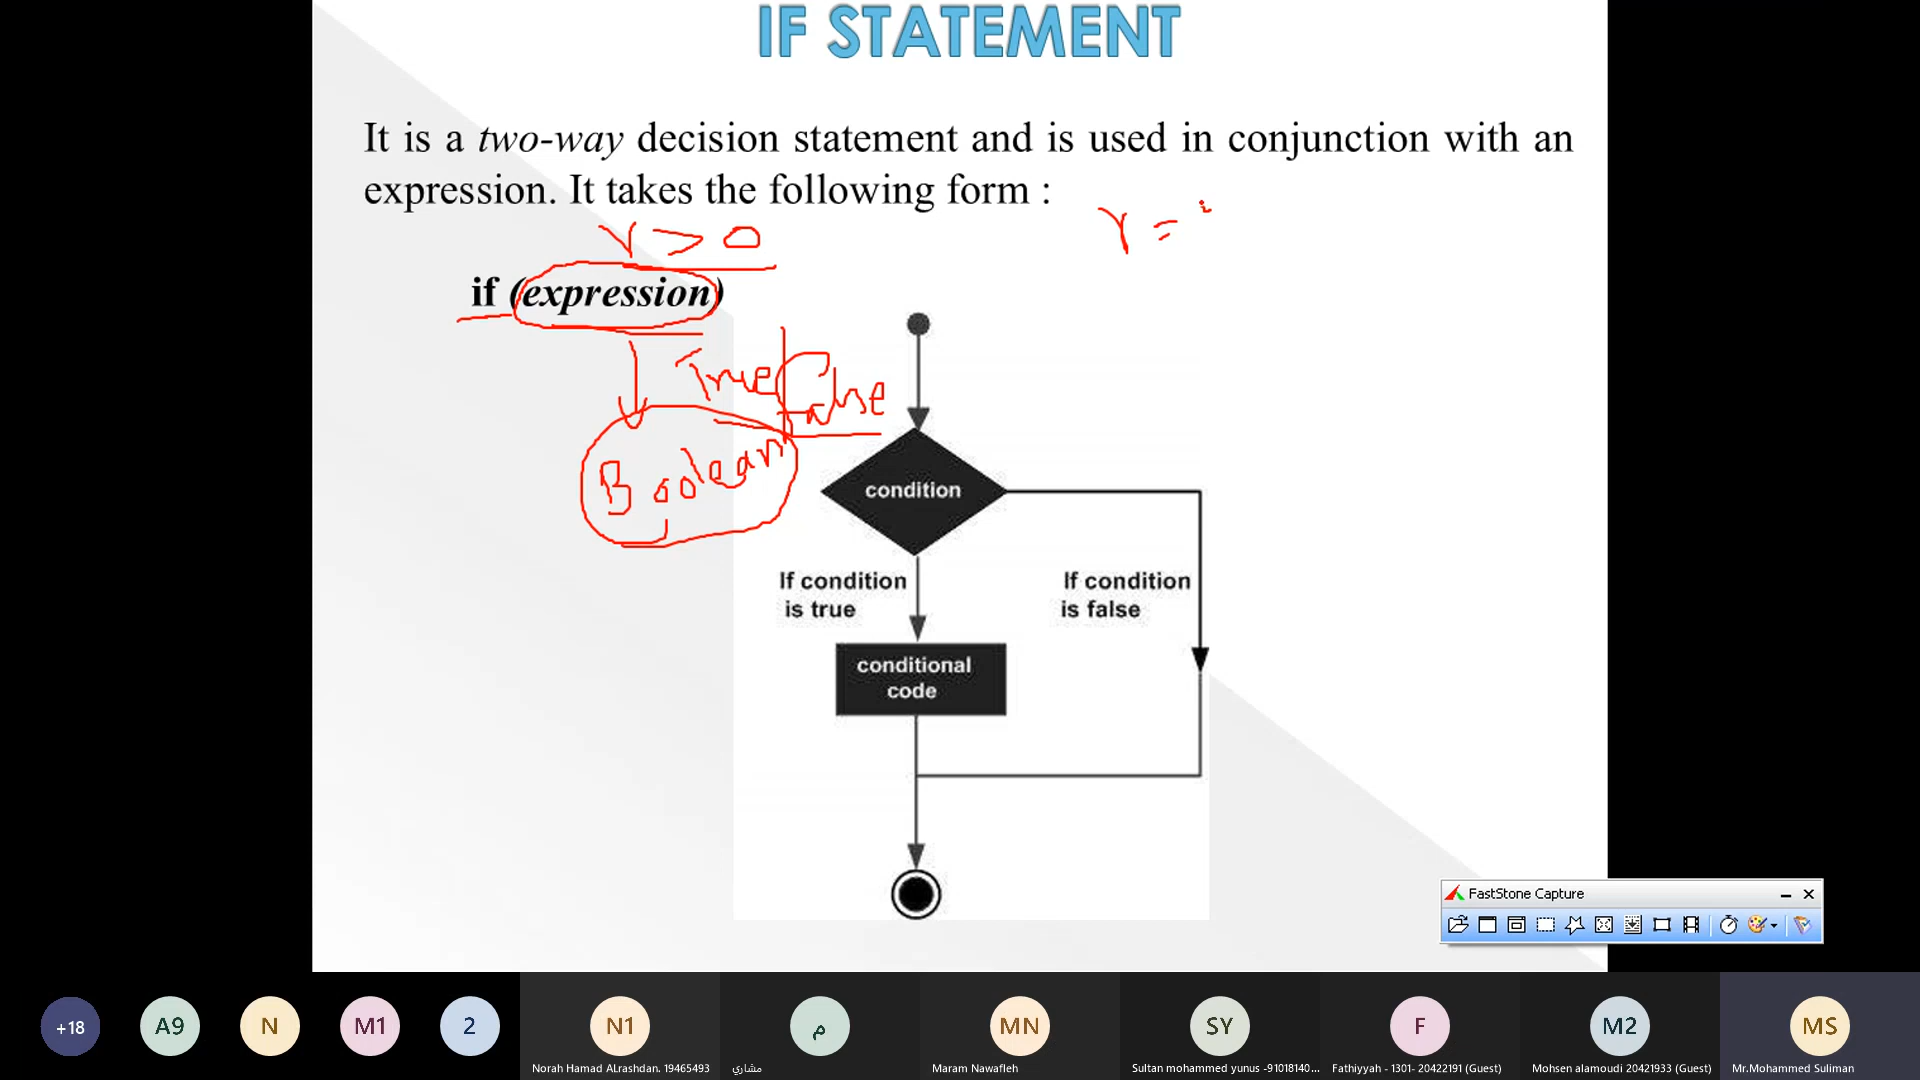 IF STATEMENT
It is a two-way decision statement and is used in conjunction with an
expression. It takes the following form :
Y > 0
Y =
if (expression)
True
False
Boolean
condition
If condition
is true
If condition
is false
conditional
code
FastStone Capture
+18
A9
N
M1
2
N1
م
MN
SY
F
M2
MS
Norah Hamad ALrashdan. 19465493
مشاري
Maram Nawafleh
Sultan mohammed yunus -91018140...
Fathiyyah - 1301- 20422191 (Guest)
Mohsen alamoudi 20421933 (Guest)
Mr.Mohammed Suliman